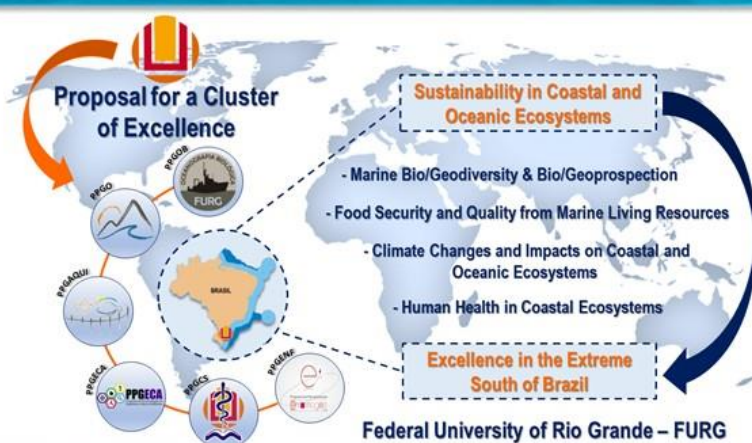 Proposal for a Cluster
of Excellence
PPGOB
OCEANOGRAFIA BIOLÓGICA
FURG
PPGO
PPGAQUI
PPGECA
PPGECA
PPGCS
PPGENF
BRASIL
Sustainability in Coastal and
Oceanic Ecosystems
- Marine Bio/Geodiversity & Bio/Geoprospection
- Food Security and Quality from Marine Living Resources
- Climate Changes and Impacts on Coastal and
Oceanic Ecosystems
- Human Health in Coastal Ecosystems
Excellence in the Extreme
South of Brazil
Federal University of Rio Grande – FURG